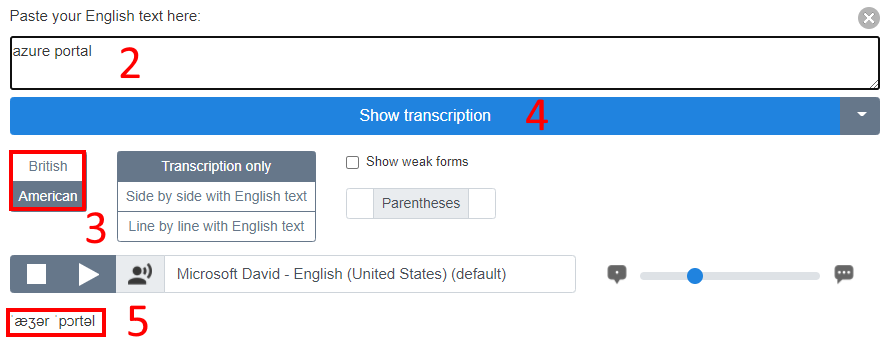 Paste your English text here:
azure portal
2
Show transcription
4
British
American
3
Transcription only
Side by side with English text
Line by line with English text
Show weak forms
Parentheses
Microsoft David - English (United States) (default)
ˈæʒər ˈpɔrtəl
5